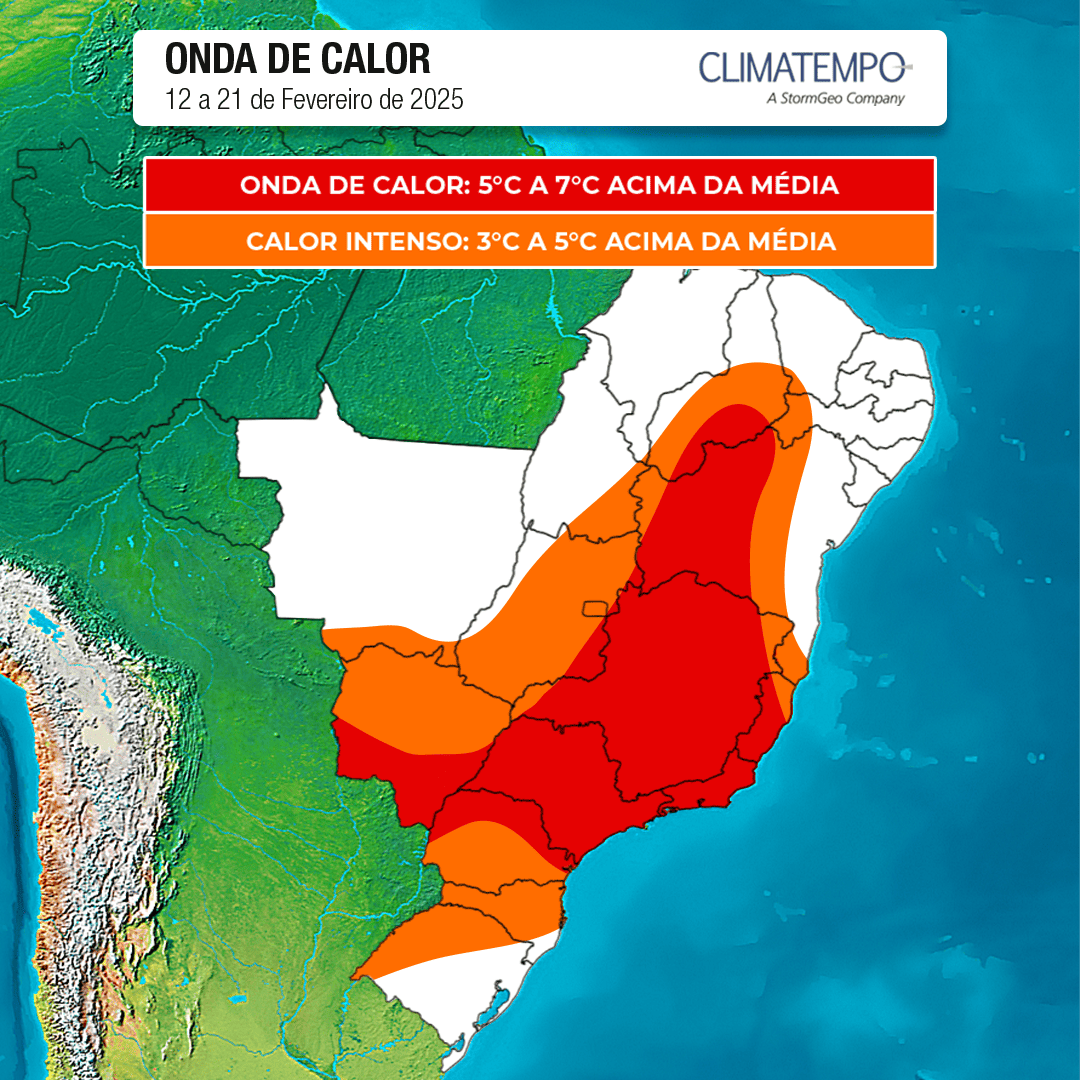 ONDA DE CALOR
12 a 21 de Fevereiro de 2025
CLIMATEMPO
A StormGeo Company
ONDA DE CALOR: 5°C A 7°C ACIMA DA MÉDIA
CALOR INTENSO: 3°C A 5°C ACIMA DA MÉDIA